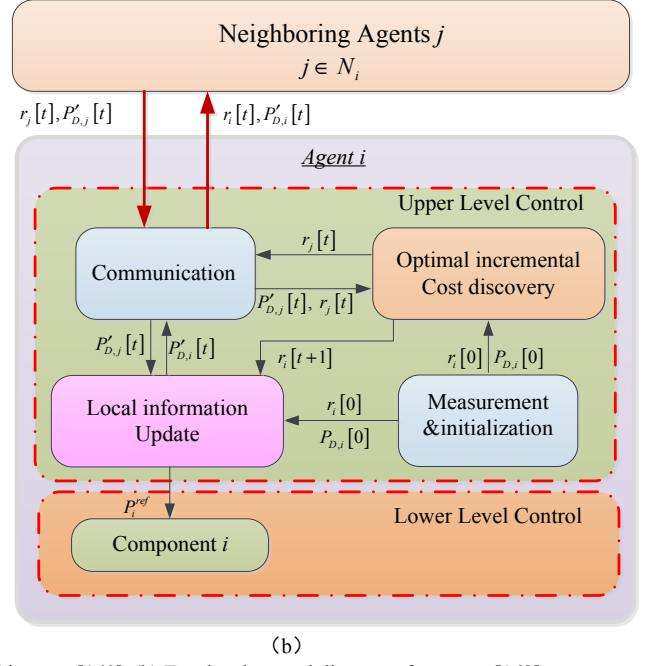 Neighboring Agents j
j ∈ N_i
r_j[t], P'_{D,j}[t]
r_i[t], P'_{D,i}[t]
Agent i
Upper Level Control
Communication
r_j[t]
Optimal incremental
Cost discovery
P'_{D,j}[t], r_j[t]
P'_{D,j}[t]
P'_{D,i}[t]
r_i[t+1]
r_i[0]
P_{D,i}[0]
Local information
Update
r_i[0]
P_{D,i}[0]
Measurement
&initialization
P_i^{ref}
Lower Level Control
Component i
(b)